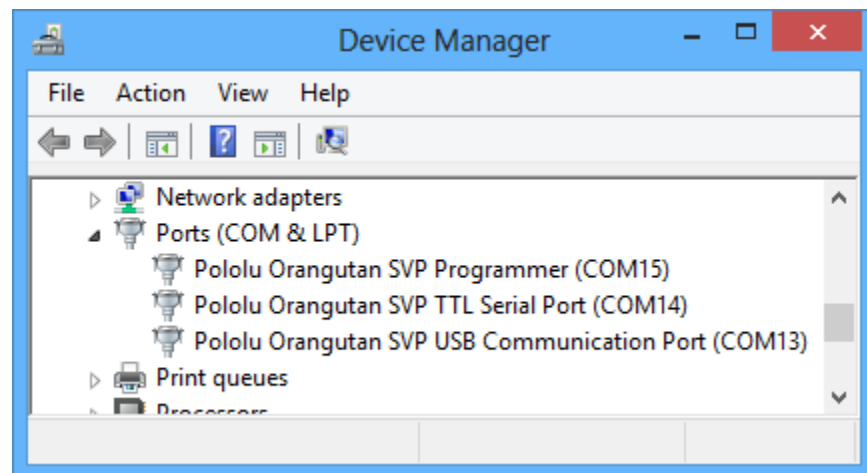 Device Manager
File Action View Help
Network adapters
Ports (COM & LPT)
Pololu Orangutan SVP Programmer (COM15)
Pololu Orangutan SVP TTL Serial Port (COM14)
Pololu Orangutan SVP USB Communication Port (COM13)
Print queues
Processors